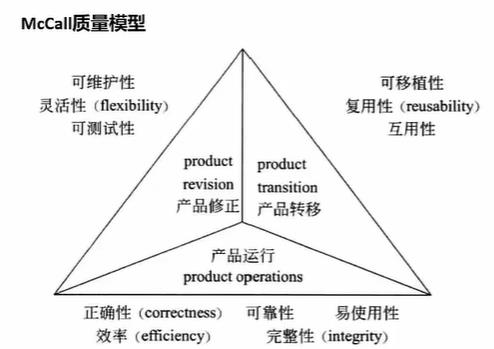 McCall质量模型
可维护性
灵活性（flexibility）
可测试性
可移植性
复用性（reusability）
互用性
product
revision
产品修正
product
transition
产品转移
产品运行
product operations
正确性（correctness） 可靠性 易使用性
效率（efficiency） 完整性（integrity）